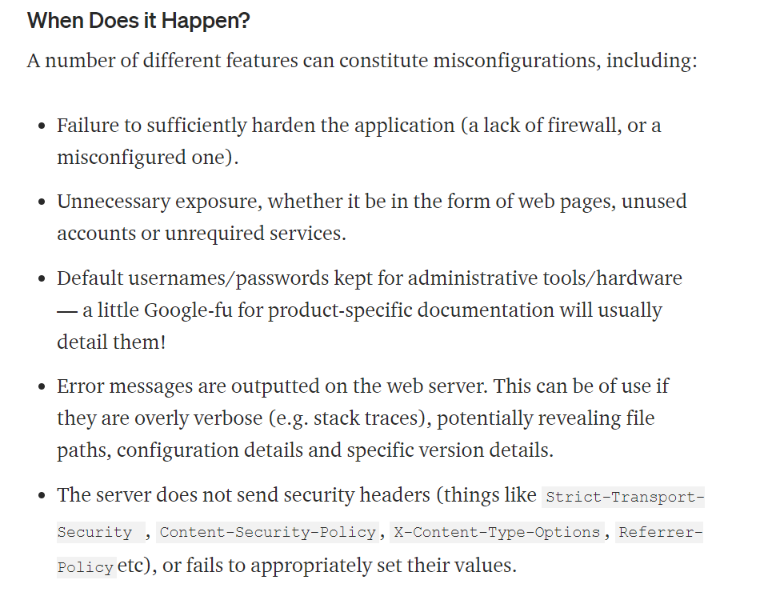 When Does it Happen?
A number of different features can constitute misconfigurations, including:
• Failure to sufficiently harden the application (a lack of firewall, or a
misconfigured one).
• Unnecessary exposure, whether it be in the form of web pages, unused
accounts or unrequired services.
• Default usernames/passwords kept for administrative tools/hardware
— a little Google-fu for product-specific documentation will usually
detail them!
• Error messages are outputted on the web server. This can be of use if
they are overly verbose (e.g. stack traces), potentially revealing file
paths, configuration details and specific version details.
• The server does not send security headers (things like Strict-Transport-
Security , Content-Security-Policy, X-Content-Type-Options, Referrer-
Policy etc), or fails to appropriately set their values.